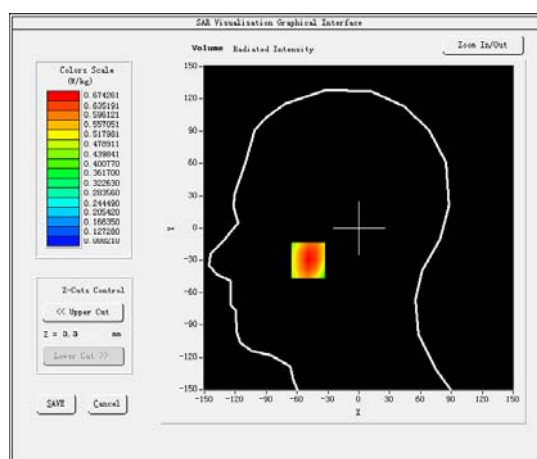 SAR Visualisation Graphical Interface
Volume Radiated Intensity
Zoom In/Out
Colors Scale
(W/kg)
0.674261
0.635191
0.596121
0.557051
0.517981
0.478911
0.439841
0.400770
0.361700
0.322630
0.283560
0.244490
0.205420
0.166350
0.127280
0.088210
150
120
90
60
30
0
-30
-60
-90
-120
-150
Y
-150 -120 -90 -60 -30 0 30 60 90 120 150
X
Z-Cuts Control
<< Upper Cut
Z = 3.3 mm
Lower Cut >>
SAVE Cancel